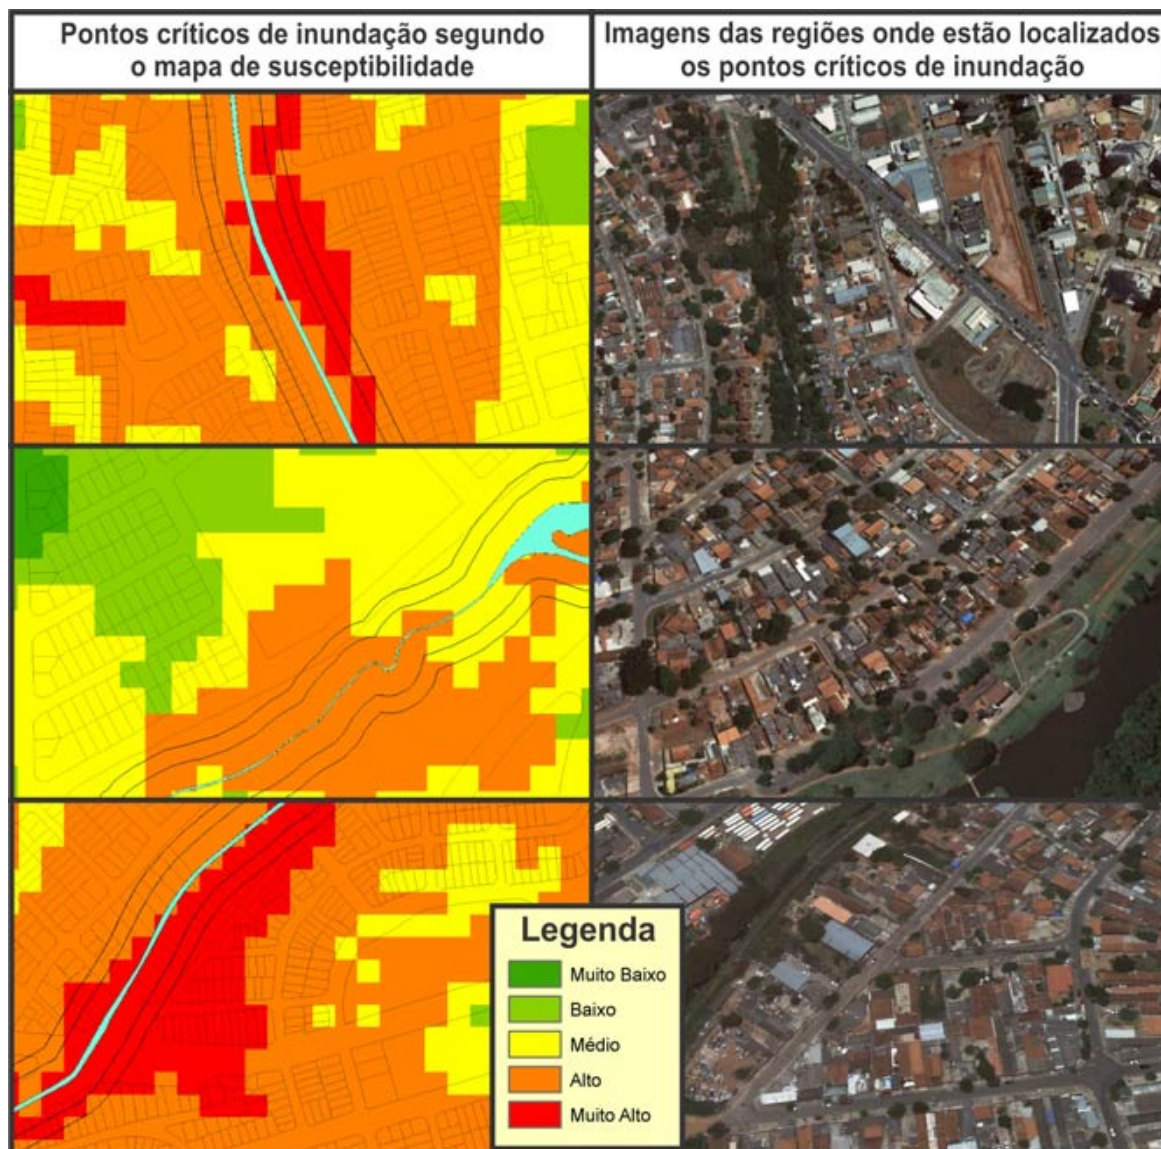 Pontos críticos de inundação segundo
o mapa de susceptibilidade
Imagens das regiões onde estão localizados
os pontos críticos de inundação
Legenda
Muito Baixo
Baixo
Médio
Alto
Muito Alto